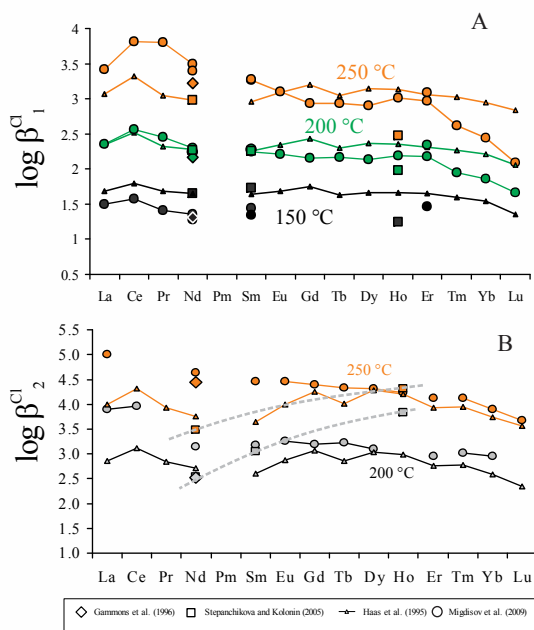 A
4
3.5
3
2.5
2
1.5
1
0.5
log β^Cl_1
250 °C
200 °C
150 °C
La Ce Pr Nd Pm Sm Eu Gd Tb Dy Ho Er Tm Yb Lu
B
5.5
5.0
4.5
4.0
3.5
3.0
2.5
2.0
1.5
1.0
log β^Cl_2
250 °C
200 °C
La Ce Pr Nd Pm Sm Eu Gd Tb Dy Ho Er Tm Yb Lu
Gammons et al. (1996) Stepanchikova and Kolonin (2005) Haas et al. (1995) Migdisov et al. (2009)